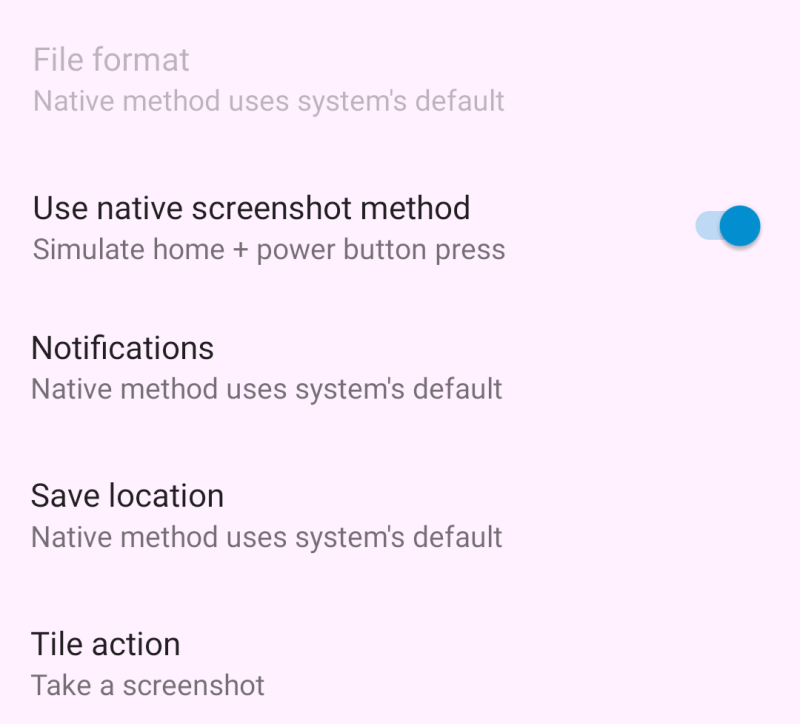 File format
Native method uses system's default
Use native screenshot method
Simulate home + power button press
Notifications
Native method uses system's default
Save location
Native method uses system's default
Tile action
Take a screenshot